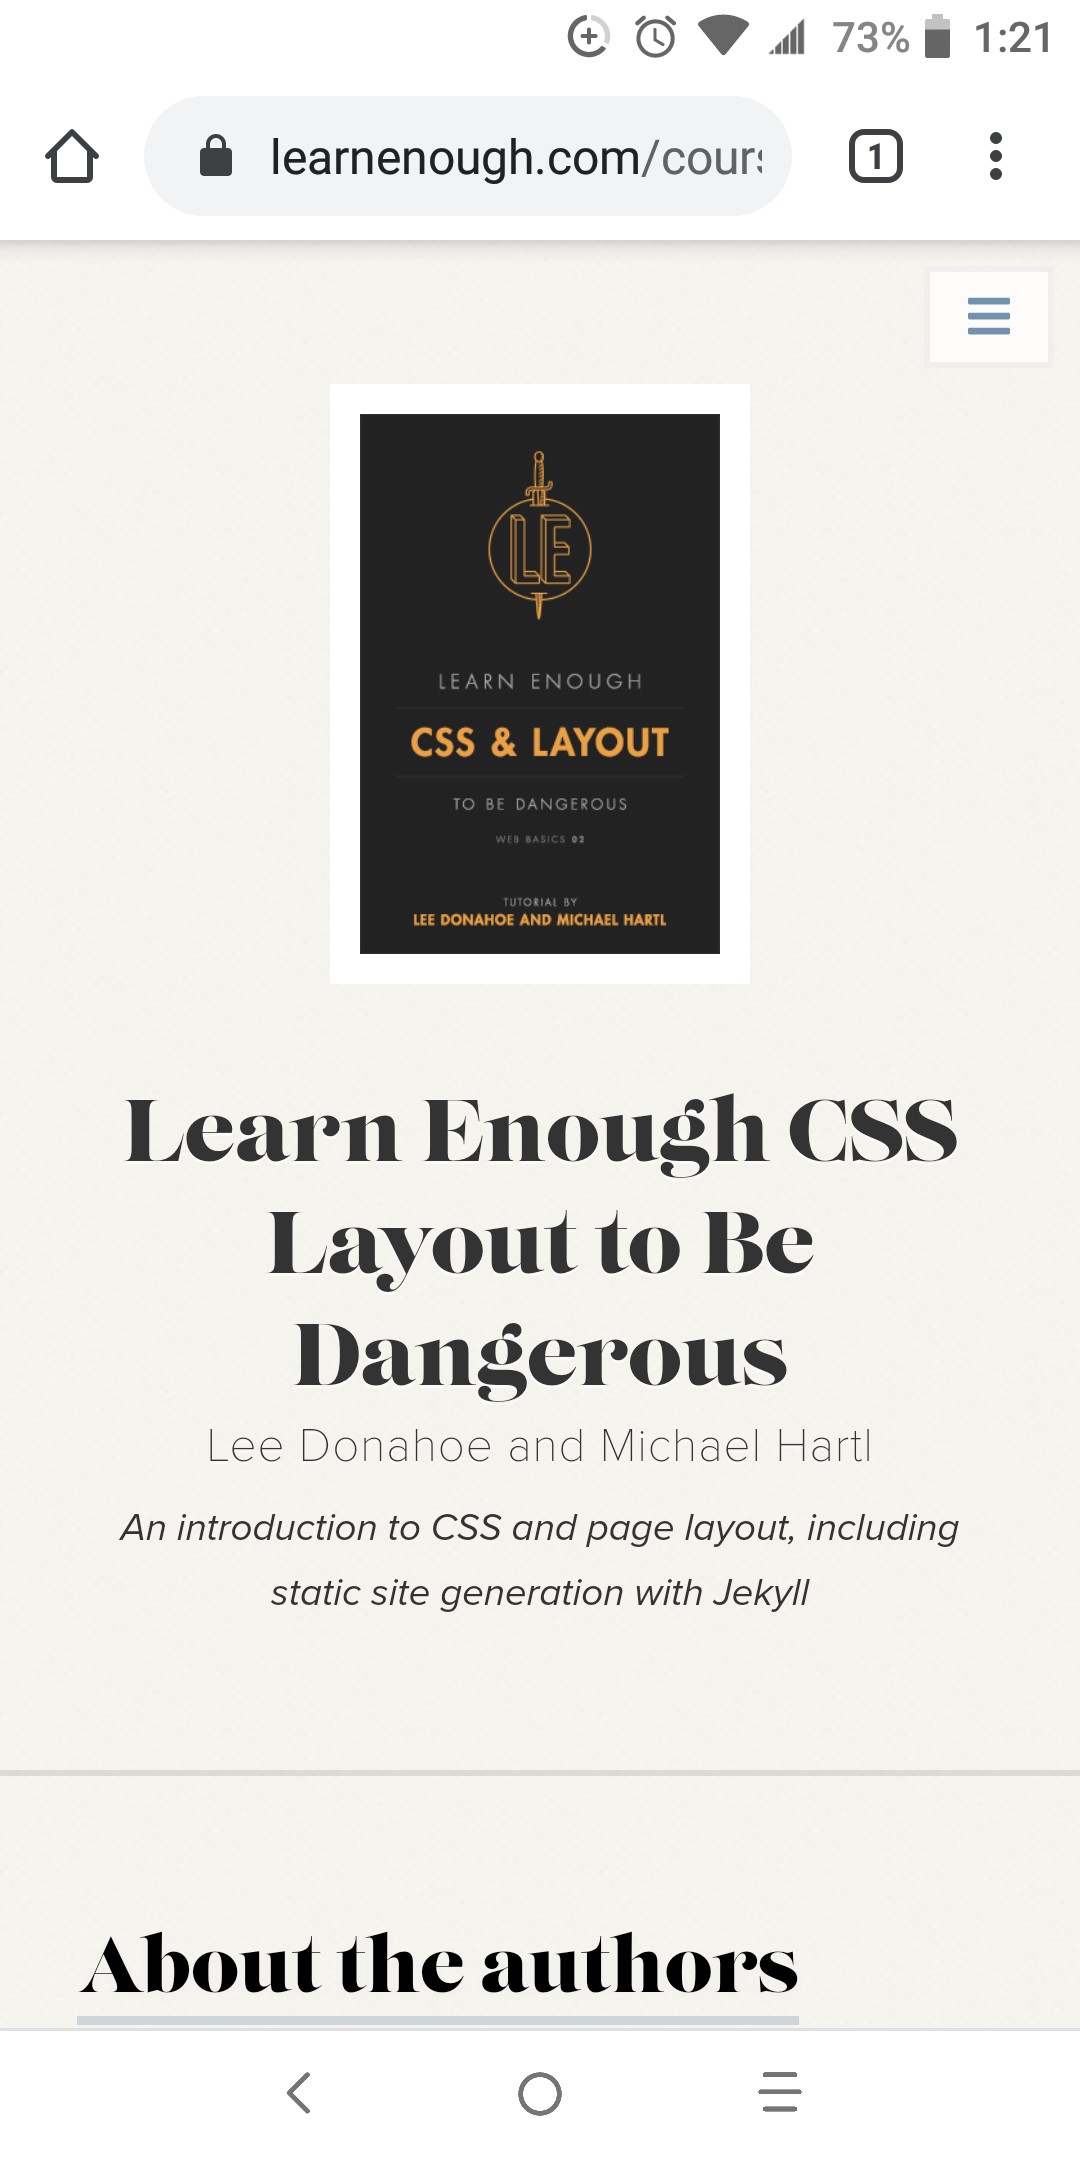 73% 1:21
learnenough.com/cours
1
LE
LEARN ENOUGH
CSS & LAYOUT
TO BE DANGEROUS
WEB BASICS 02
TUTORIAL BY
LEE DONAHOE AND MICHAEL HARTL
Learn Enough CSS
Layout to Be
Dangerous
Lee Donahoe and Michael Hartl
An introduction to CSS and page layout, including
static site generation with Jekyll
About the authors